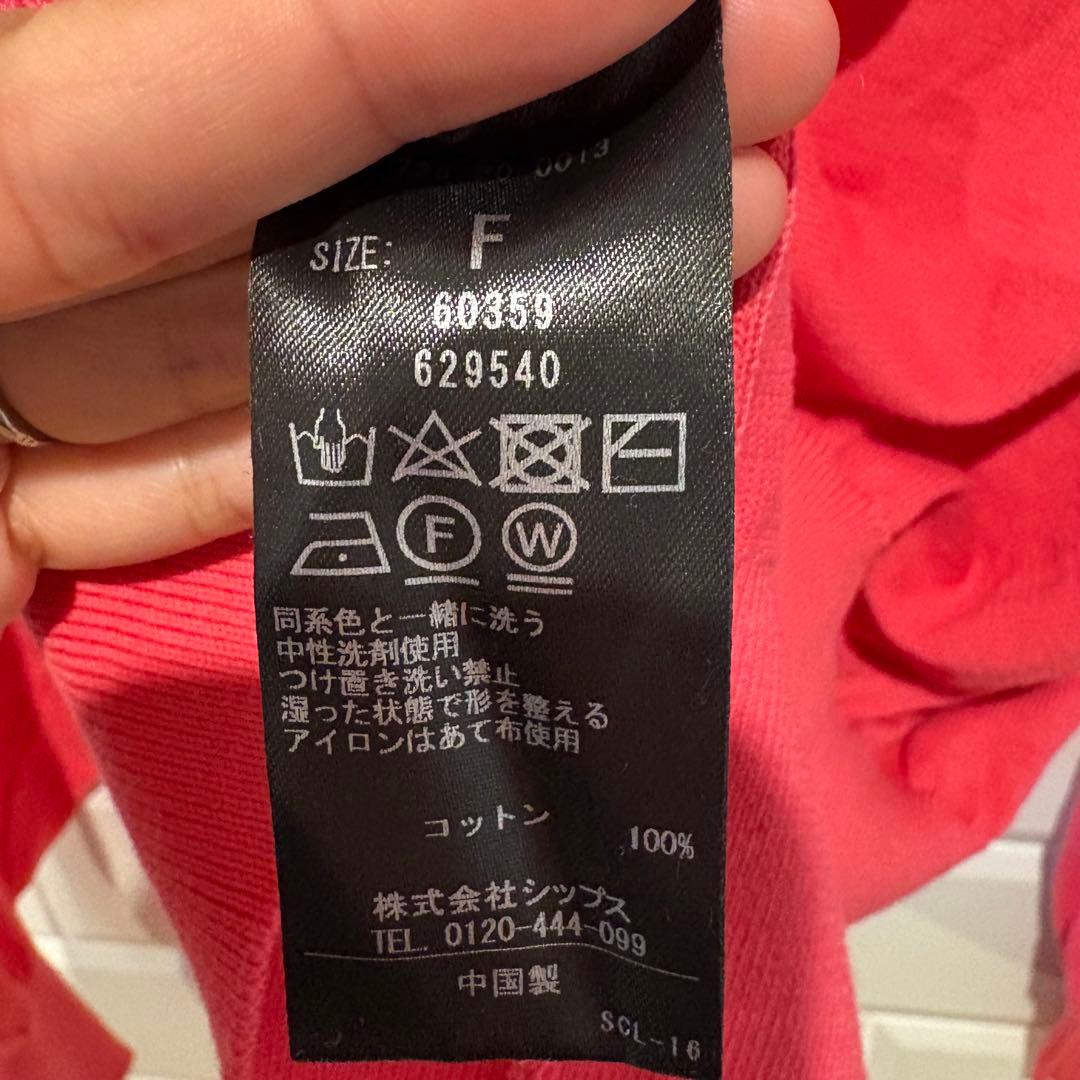 0013
SIZE: F
60359
629540
F W
同系色と一緒に洗う
中性洗剤使用
つけ置き洗い禁止
湿った状態で形を整える
アイロンはあて布使用
コットン 100%
株式会社シップス
TEL. 0120-444-099
中国製
SCL-16